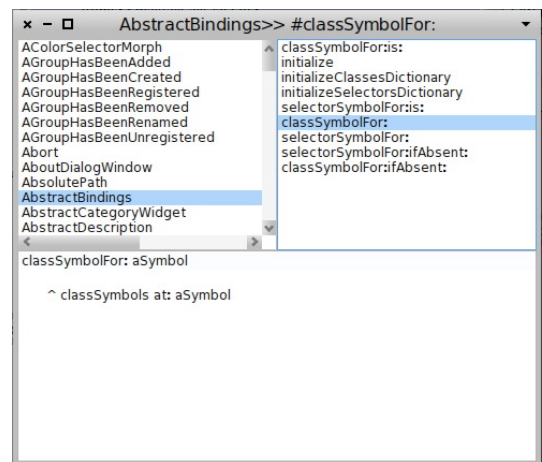 AbstractBindings>> #classSymbolFor:
AColorSelectorMorph
AGroupHasBeenAdded
AGroupHasBeenCreated
AGroupHasBeenRegistered
AGroupHasBeenRemoved
AGroupHasBeenRenamed
AGroupHasBeenUnregistered
Abort
AboutDialogWindow
AbsolutePath
AbstractBindings
AbstractCategoryWidget
AbstractDescription
classSymbolFor:is:
initialize
initializeClassesDictionary
initializeSelectorsDictionary
selectorSymbolFor:is:
classSymbolFor:
selectorSymbolFor:
selectorSymbolFor:ifAbsent:
classSymbolFor:ifAbsent:
classSymbolFor: aSymbol
^ classSymbols at: aSymbol